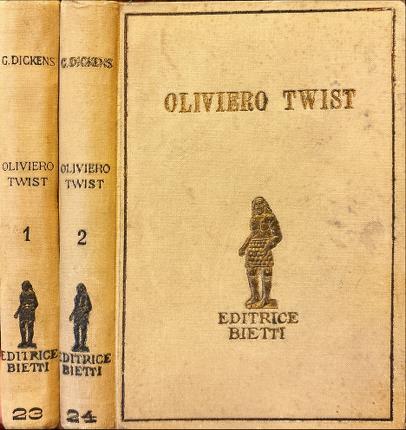 G. DICKENS
OLIVIERO
TWIST
1
EDITRICE
BIETTI
23
G. DICKENS
OLIVIERO
TWIST
2
EDITRICE
BIETTI
24
OLIVIERO TWIST
EDITRICE
BIETTI